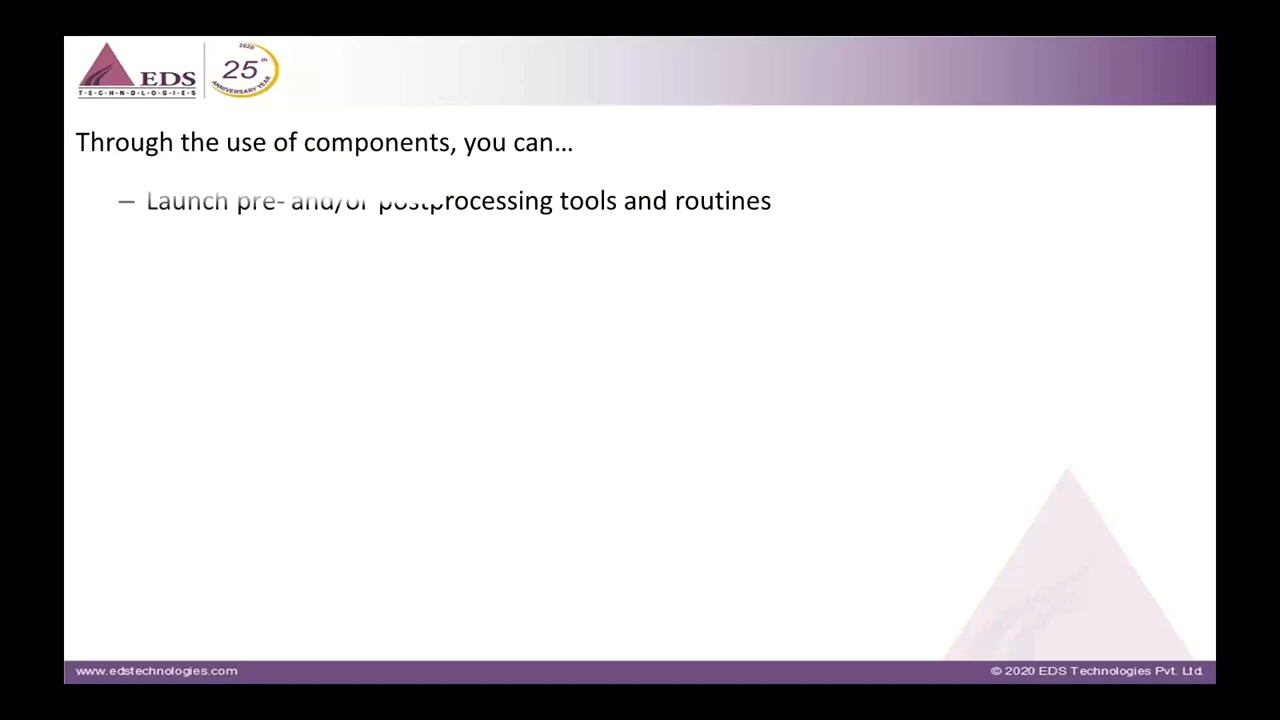 EDS
T·E·C·H·N·O·L·O·G·I·E·S
2020
25th
ANNIVERSARY YEAR
Through the use of components, you can…
– Launch pre- and/or postprocessing tools and routines
www.edstechnologies.com
© 2020 EDS Technologies Pvt. Ltd.